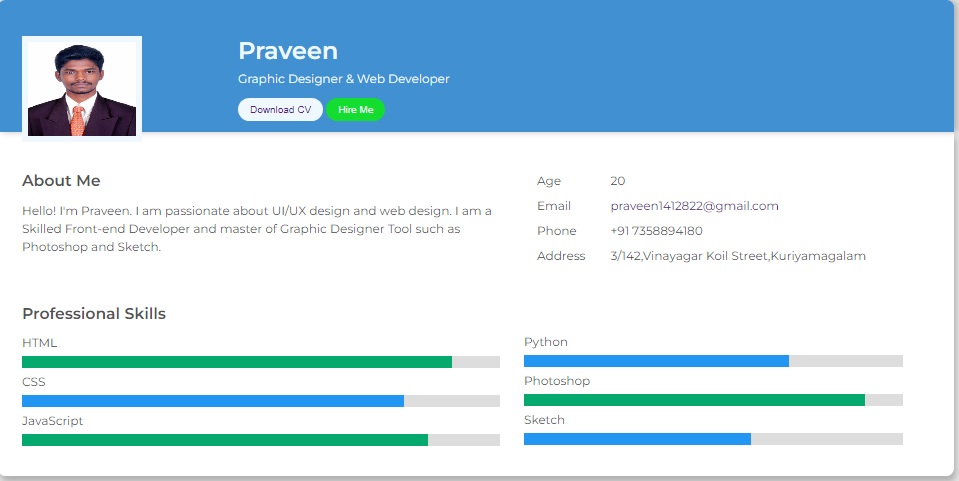 Praveen
Graphic Designer & Web Developer
Download CV
Hire Me
About Me
Hello! I'm Praveen. I am passionate about UI/UX design and web design. I am a
Skilled Front-end Developer and master of Graphic Designer Tool such as
Photoshop and Sketch.
Age 20
Email praveen1412822@gmail.com
Phone +91 7358894180
Address 3/142,Vinayagar Koil Street,Kuriyamagalam
Professional Skills
HTML
CSS
JavaScript
Python
Photoshop
Sketch